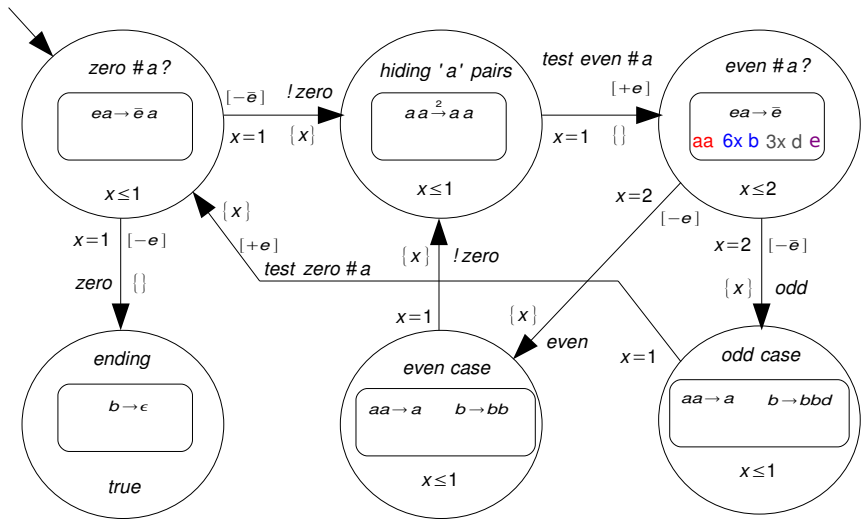 zero # a ?
ea → ē a
x ≤ 1
[−ē] ! zero
x = 1 {x}
hiding ' a ' pairs
a a →² a a
x ≤ 1
test even # a
[+e]
x = 1 {}
even # a ?
ea → ē
aa 6x b 3x d e
x ≤ 2
x = 1 [−e]
zero {}
{x}
[+e]
test zero # a
{x} ! zero
x = 1
x = 2
[−e]
{x}
even
x = 2 [−ē]
{x} odd
x = 1
ending
b → ϵ
true
even case
aa → a b → bb
x ≤ 1
odd case
aa → a b → bbd
x ≤ 1